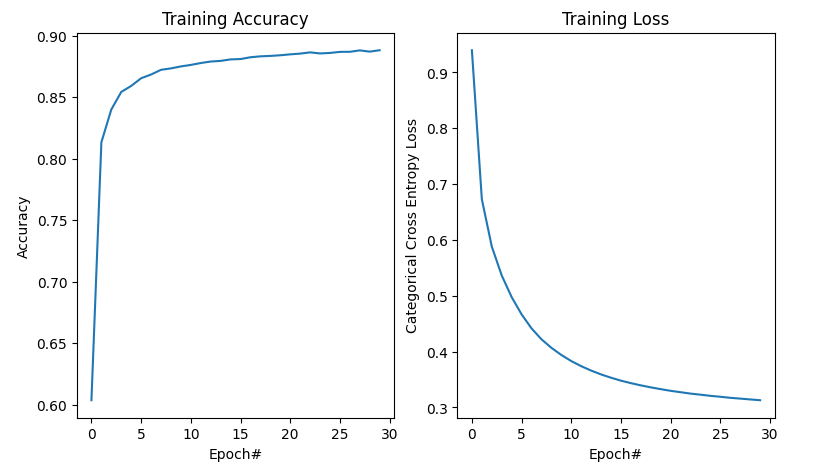 Training Accuracy
0.90
0.85
0.80
0.75
0.70
0.65
0.60
Accuracy
0 5 10 15 20 25 30
Epoch#
Training Loss
0.9
0.8
0.7
0.6
0.5
0.4
0.3
Categorical Cross Entropy Loss
0 5 10 15 20 25 30
Epoch#